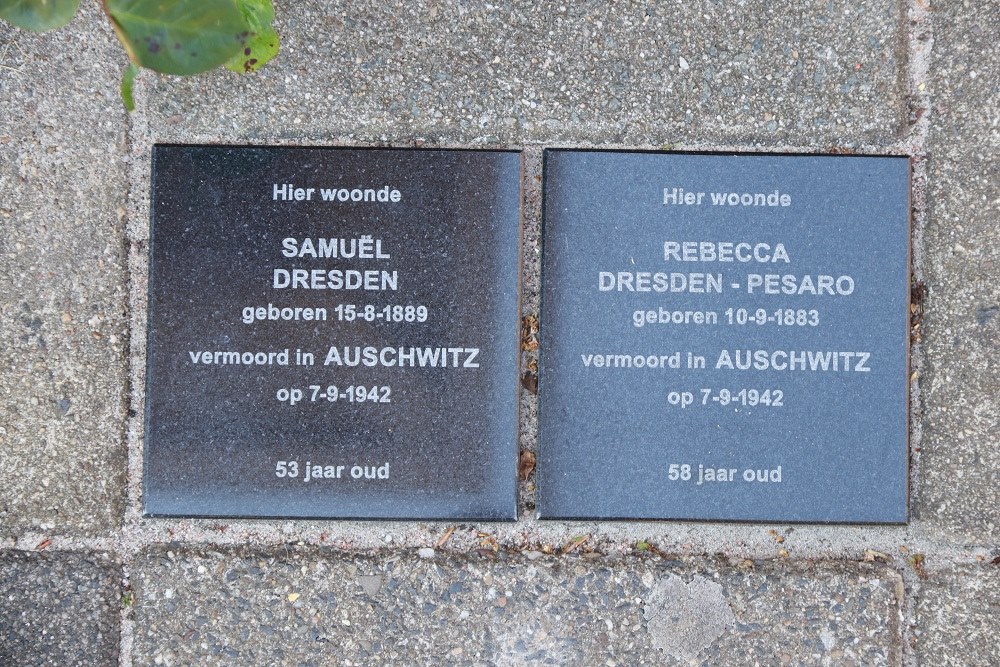 Hier woonde
SAMUËL
DRESDEN
geboren 15-8-1889
vermoord in AUSCHWITZ
op 7-9-1942
53 jaar oud
Hier woonde
REBECCA
DRESDEN - PESARO
geboren 10-9-1883
vermoord in AUSCHWITZ
op 7-9-1942
58 jaar oud